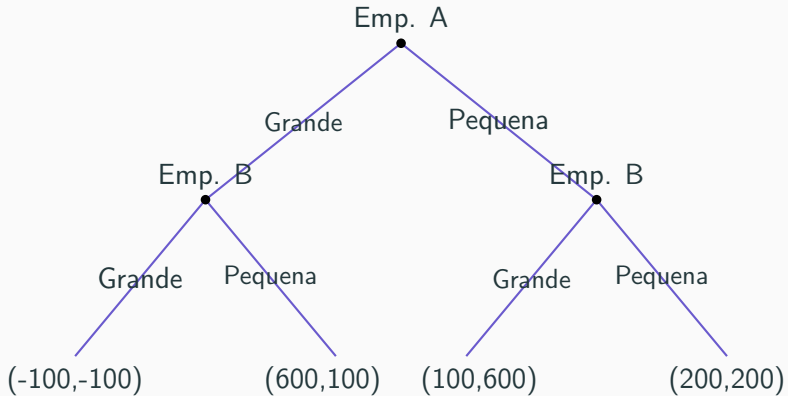 Emp. A
Grande
Pequena
Emp. B
Emp. B
Grande
Pequena
Grande
Pequena
(-100,-100)
(600,100)
(100,600)
(200,200)